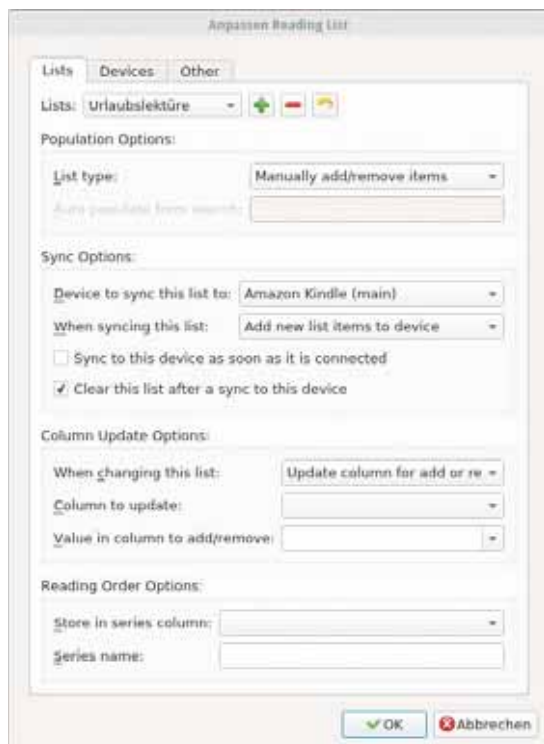 Anpassen Reading List
Lists Devices Other
Lists: Urlaubslektüre
Population Options:
List type: Manually add/remove items
Auto populate from search:
Sync Options:
Device to sync this list to: Amazon Kindle (main)
When syncing this list: Add new list items to device
Sync to this device as soon as it is connected
Clear this list after a sync to this device
Column Update Options:
When changing this list: Update column for add or re
Column to update:
Value in column to add/remove:
Reading Order Options:
Store in series column:
Series name:
OK Abbrechen